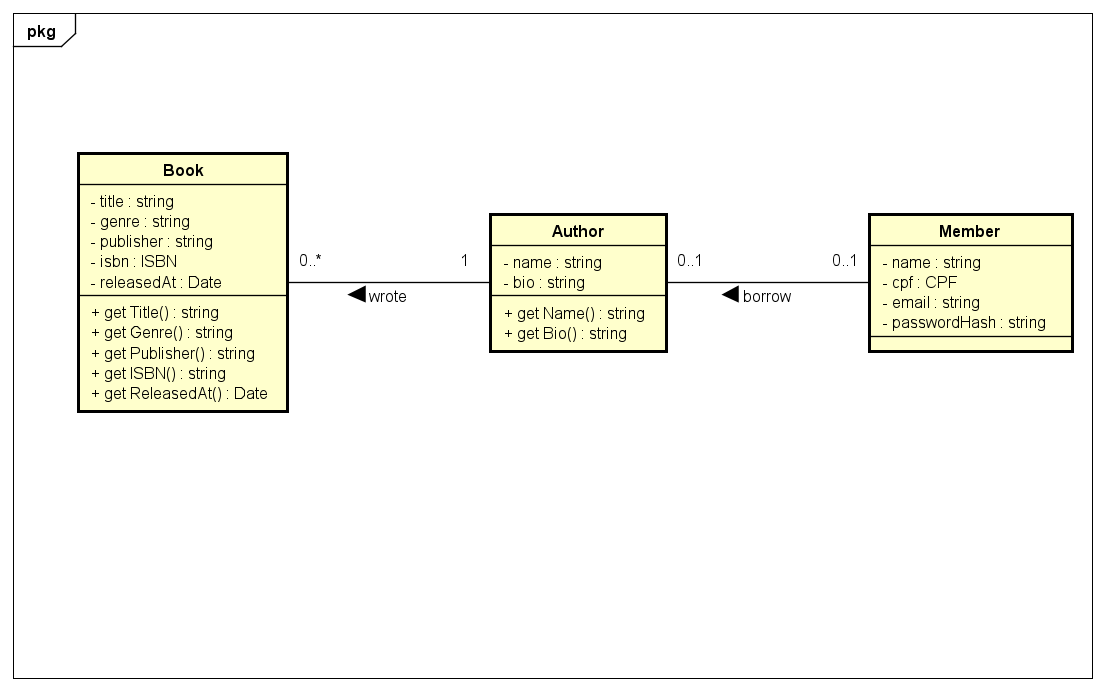 pkg
Book
- title : string
- genre : string
- publisher : string
- isbn : ISBN
- releasedAt : Date
+ get Title() : string
+ get Genre() : string
+ get Publisher() : string
+ get ISBN() : string
+ get ReleasedAt() : Date
0..*
1
wrote
Author
- name : string
- bio : string
+ get Name() : string
+ get Bio() : string
0..1
0..1
borrow
Member
- name : string
- cpf : CPF
- email : string
- passwordHash : string